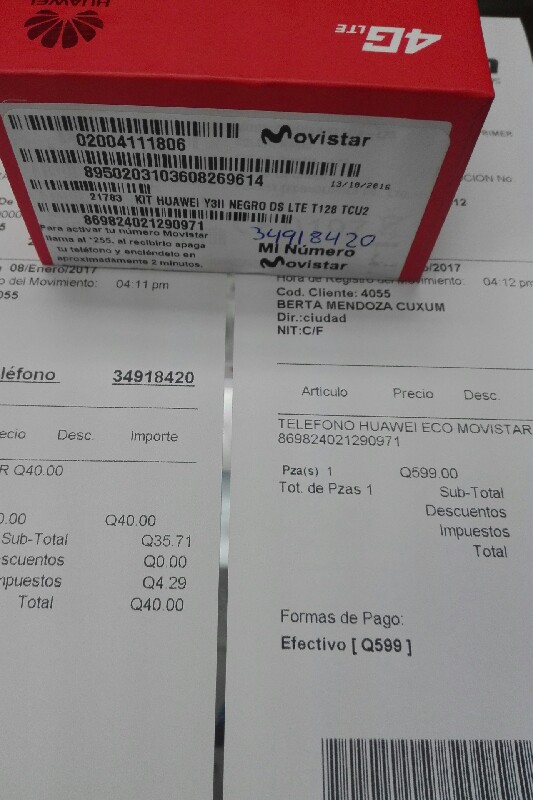 HUAWEI
4G LTE
02004111806
Movistar
8950203103608269614
13/10/2016
21783 KIT HUAWEI Y3II NEGRO DS LTE T128 TCU2
869824021290971
Para activar tu número Movistar
llama al *255, al recibirlo apaga
tu teléfono y enciéndelo en
aproximadamente 2 minutos.
34918420
Mi Número
Movistar
PRIMER
CION No
08/Enero/2017
o del Movimiento: 04:11 pm
055
léfono 34918420
ecio Desc. Importe
R Q40.00
0.00 Q40.00
Sub-Total Q35.71
scuentos Q0.00
npuestos Q4.29
Total Q40.00
o/2017
Hora de Registro del Movimiento: 04:12 pm
Cod. Cliente: 4055
BERTA MENDOZA CUXUM
Dir.:ciudad
NIT:C/F
Articulo Precio Desc.
TELEFONO HUAWEI ECO MOVISTAR
869824021290971
Pza(s) 1 Q599.00
Tot. de Pzas 1 Sub-Total
Descuentos
Impuestos
Total
Formas de Pago:
Efectivo [ Q599 ]